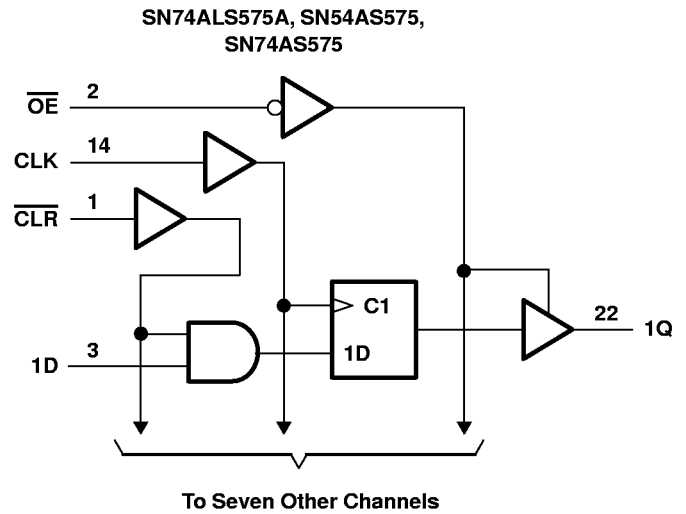 SN74ALS575A, SN54AS575,
SN74AS575
OE 2
CLK 14
CLR 1
C1
1D
22 1Q
1D 3
To Seven Other Channels